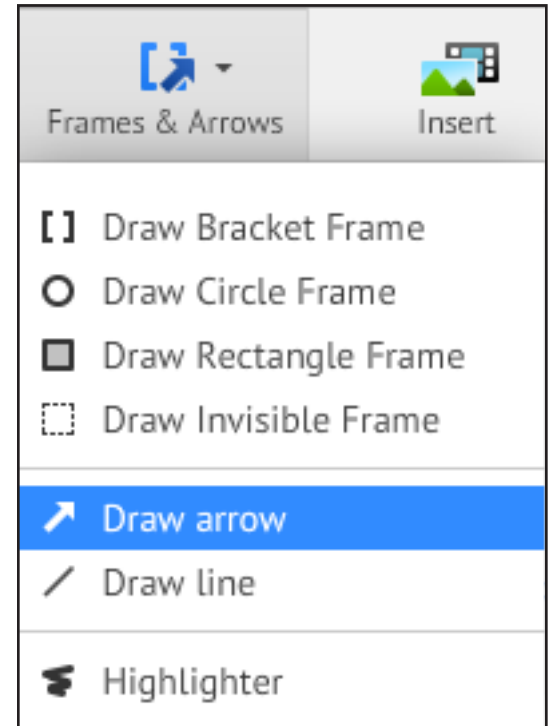 Frames & Arrows
Insert
Draw Bracket Frame
Draw Circle Frame
Draw Rectangle Frame
Draw Invisible Frame
Draw arrow
Draw line
Highlighter